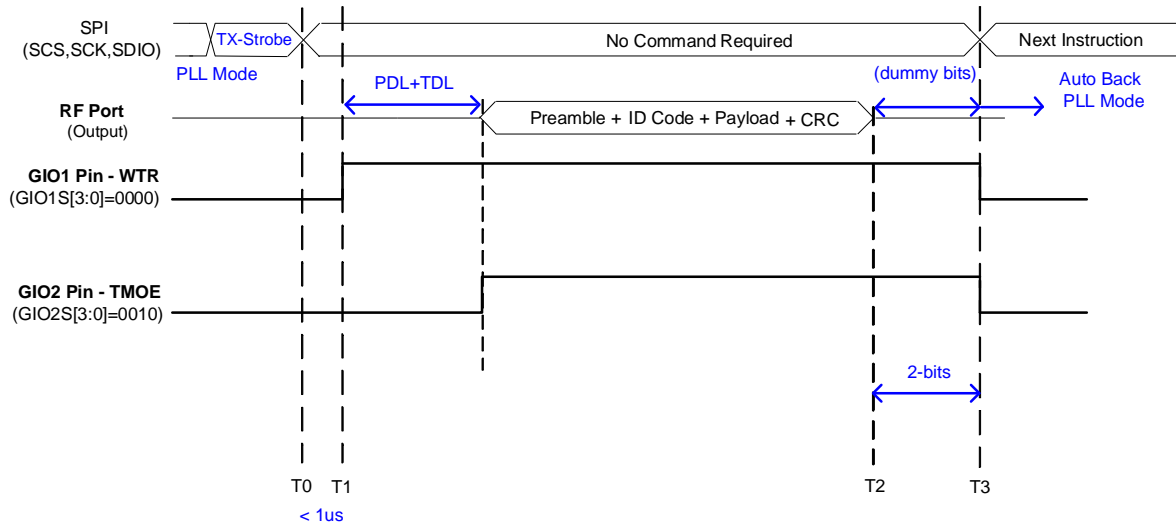 SPI
(SCS,SCK,SDIO)
TX-Strobe
No Command Required
Next Instruction
PLL Mode
PDL+TDL
(dummy bits)
Auto Back
PLL Mode
RF Port
(Output)
Preamble + ID Code + Payload + CRC
GIO1 Pin - WTR
(GIO1S[3:0]=0000)
GIO2 Pin - TMOE
(GIO2S[3:0]=0010)
2-bits
T0 T1 T2 T3
< 1us